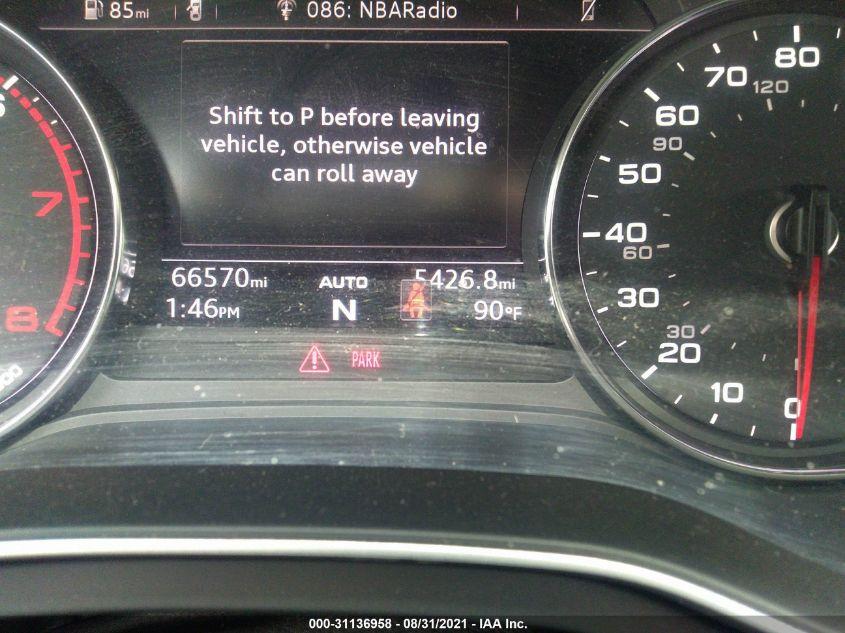 85mi
086: NBARadio
Shift to P before leaving
vehicle, otherwise vehicle
can roll away
66570mi AUTO 5426.8mi
1:46PM N 90°F
PARK
6
7
8
80
70
120
60
90
50
40
60
30
30
20
10
0
000-31136958 - 08/31/2021 - IAA Inc.